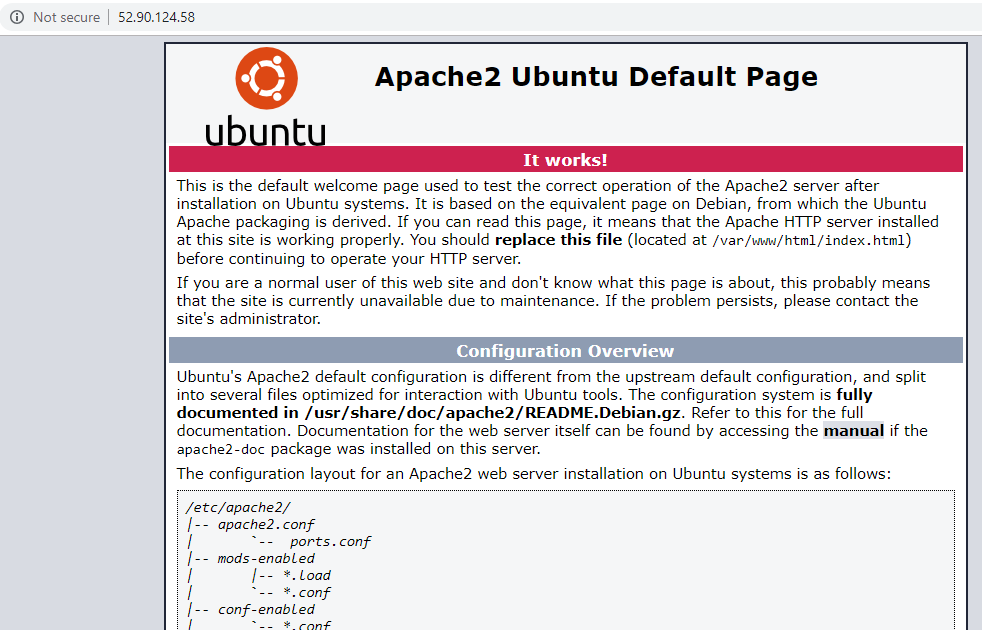 Not secure | 52.90.124.58
Apache2 Ubuntu Default Page
ubuntu
It works!
This is the default welcome page used to test the correct operation of the Apache2 server after
installation on Ubuntu systems. It is based on the equivalent page on Debian, from which the Ubuntu
Apache packaging is derived. If you can read this page, it means that the Apache HTTP server installed
at this site is working properly. You should replace this file (located at /var/www/html/index.html)
before continuing to operate your HTTP server.
If you are a normal user of this web site and don't know what this page is about, this probably means
that the site is currently unavailable due to maintenance. If the problem persists, please contact the
site's administrator.
Configuration Overview
Ubuntu's Apache2 default configuration is different from the upstream default configuration, and split
into several files optimized for interaction with Ubuntu tools. The configuration system is fully
documented in /usr/share/doc/apache2/README.Debian.gz. Refer to this for the full
documentation. Documentation for the web server itself can be found by accessing the manual if the
apache2-doc package was installed on this server.
The configuration layout for an Apache2 web server installation on Ubuntu systems is as follows:
/etc/apache2/
|-- apache2.conf
|       `--  ports.conf
|-- mods-enabled
|       |-- *.load
|       `-- *.conf
|-- conf-enabled
|       `-- *.conf